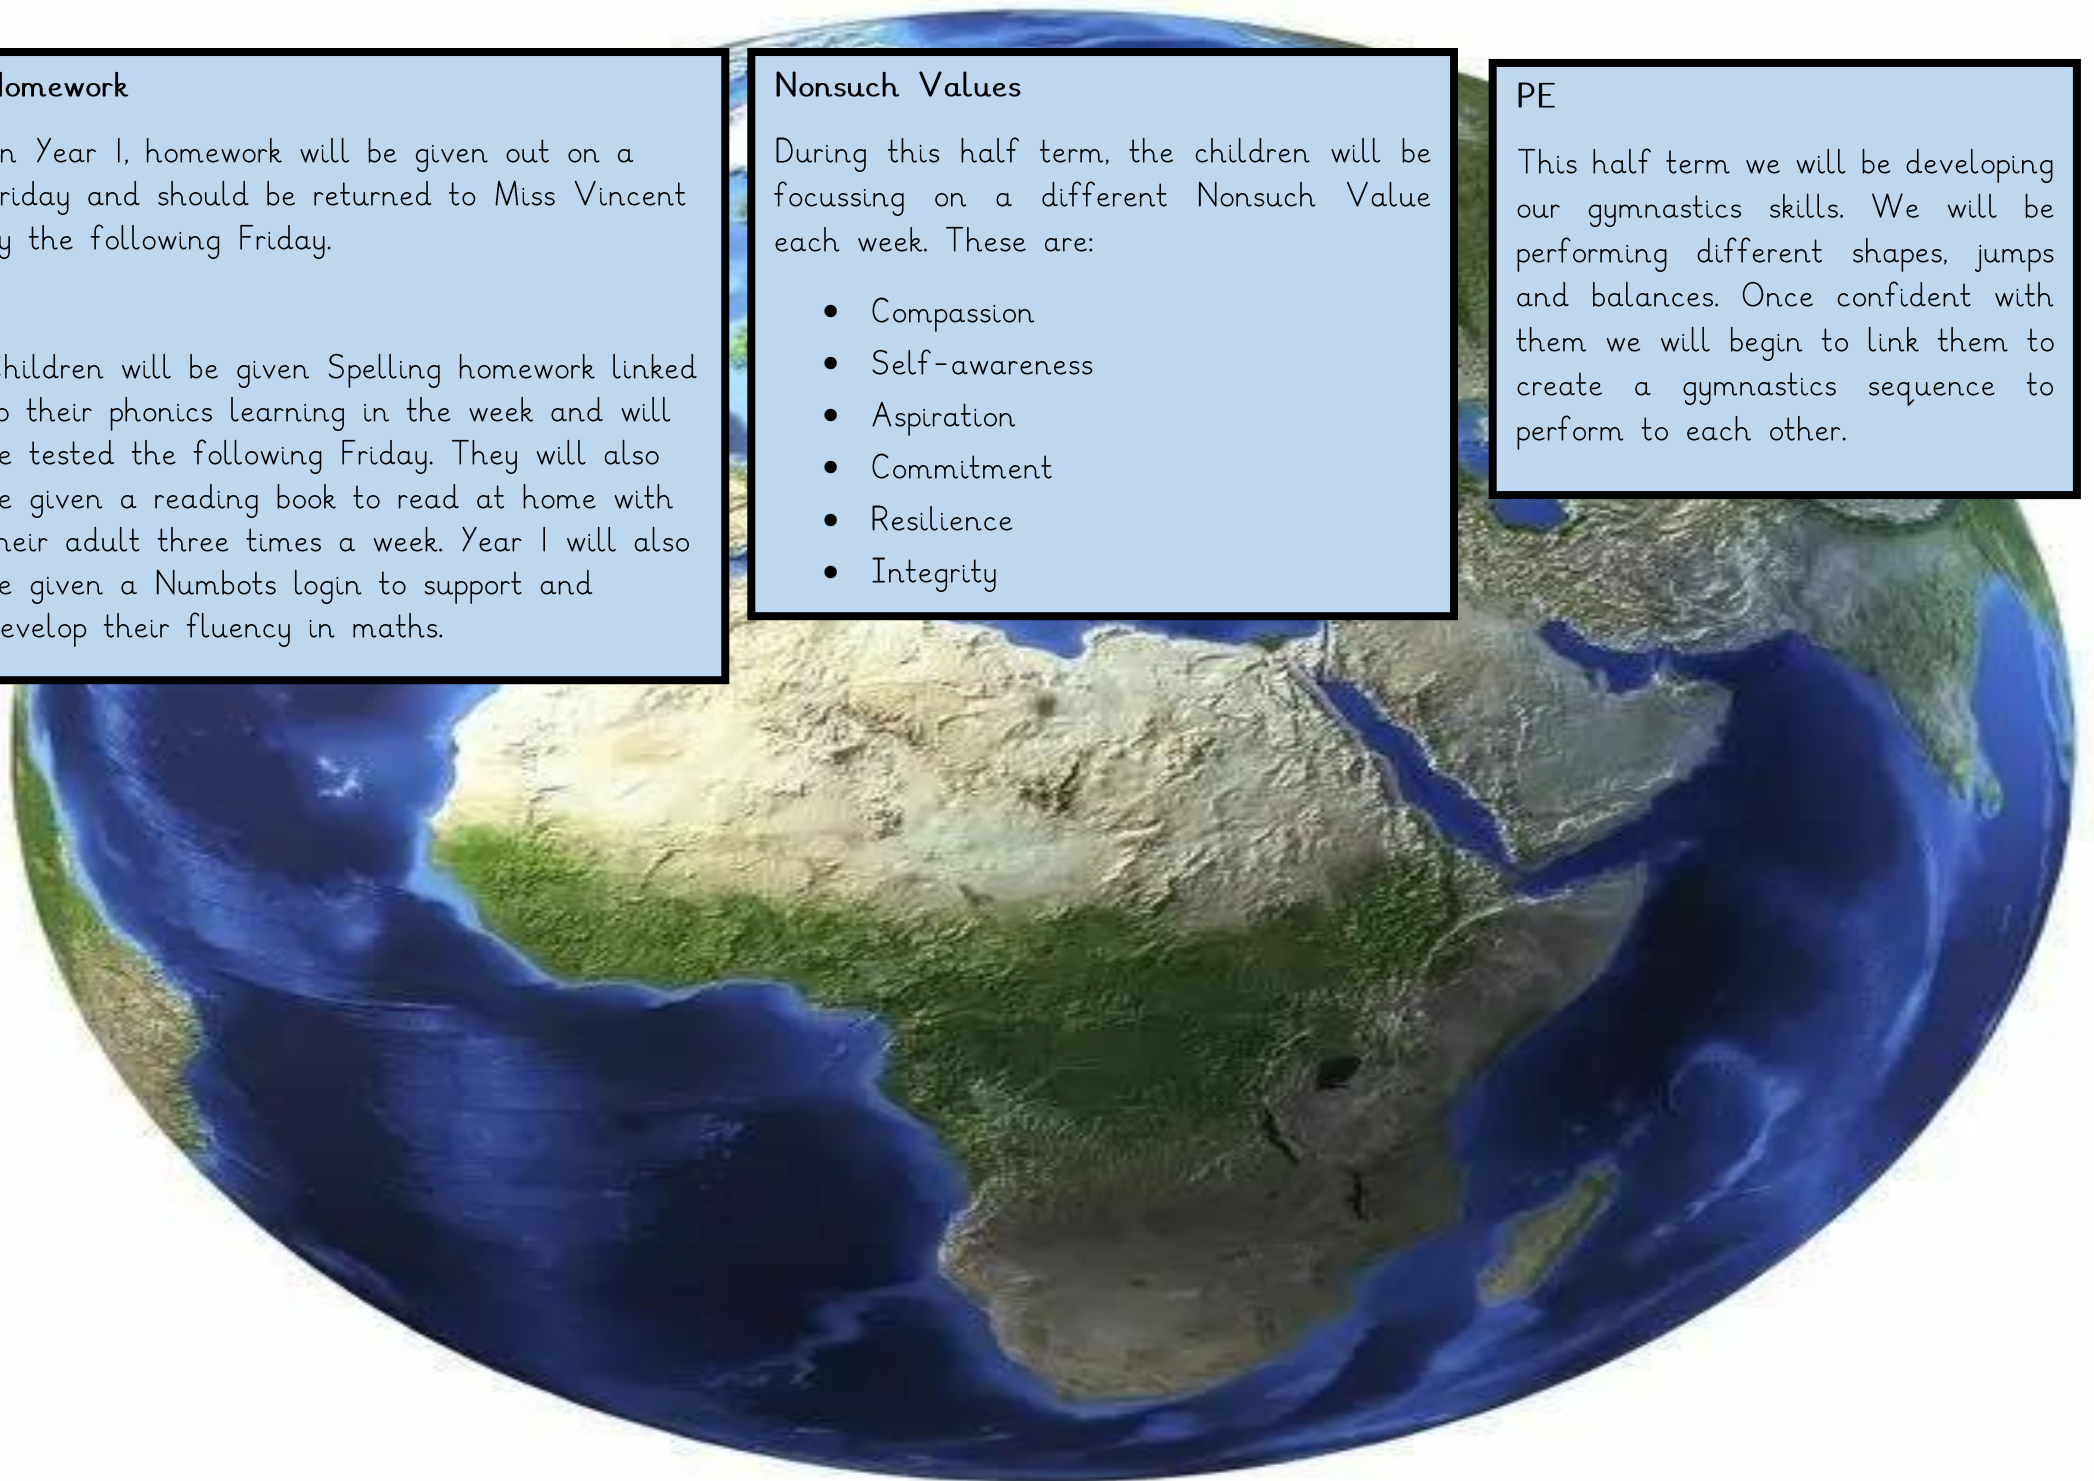 omework
n Year 1, homework will be given out on a
riday and should be returned to Miss Vincent
y the following Friday.
hildren will be given Spelling homework linked
o their phonics learning in the week and will
e tested the following Friday. They will also
e given a reading book to read at home with
heir adult three times a week. Year 1 will also
e given a Numbots login to support and
evelop their fluency in maths.
Nonsuch Values
During this half term, the children will be
focussing on a different Nonsuch Value
each week. These are:
• Compassion
• Self-awareness
• Aspiration
• Commitment
• Resilience
• Integrity
PE
This half term we will be developing
our gymnastics skills. We will be
performing different shapes, jumps
and balances. Once confident with
them we will begin to link them to
create a gymnastics sequence to
perform to each other.